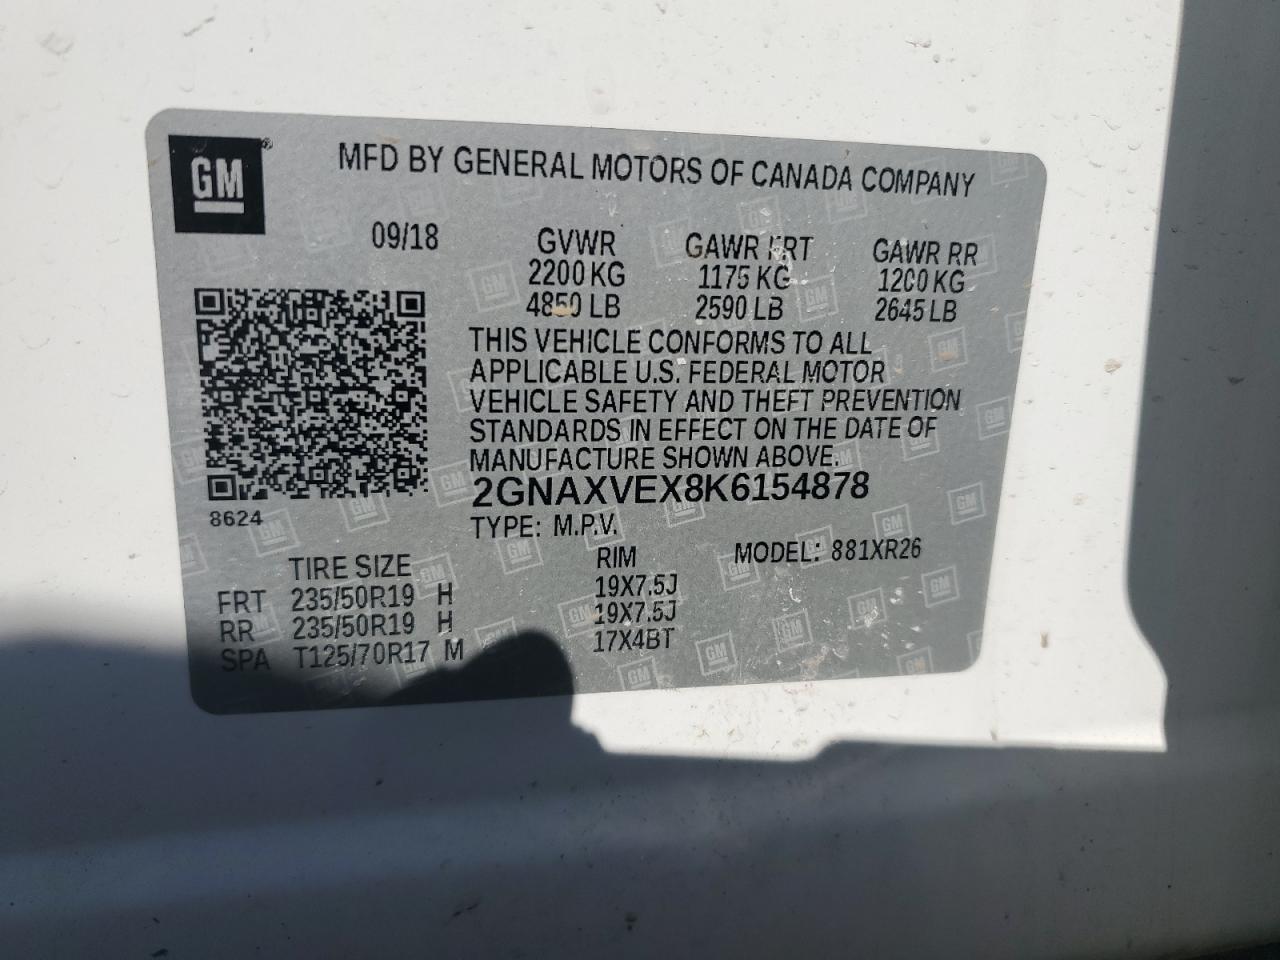 GM®
MFD BY GENERAL MOTORS OF CANADA COMPANY
09/18 GVWR GAWR FRT GAWR RR
2200 KG 1175 KG 1200 KG
4850 LB 2590 LB 2645 LB
THIS VEHICLE CONFORMS TO ALL
APPLICABLE U.S. FEDERAL MOTOR
VEHICLE SAFETY AND THEFT PREVENTION
STANDARDS IN EFFECT ON THE DATE OF
MANUFACTURE SHOWN ABOVE.
2GNAXVEX8K6154878
8624
TYPE: M.P.V.
TIRE SIZE RIM MODEL: 881XR26
FRT 235/50R19 H 19X7.5J
RR 235/50R19 H 19X7.5J
SPA T125/70R17 M 17X4BT